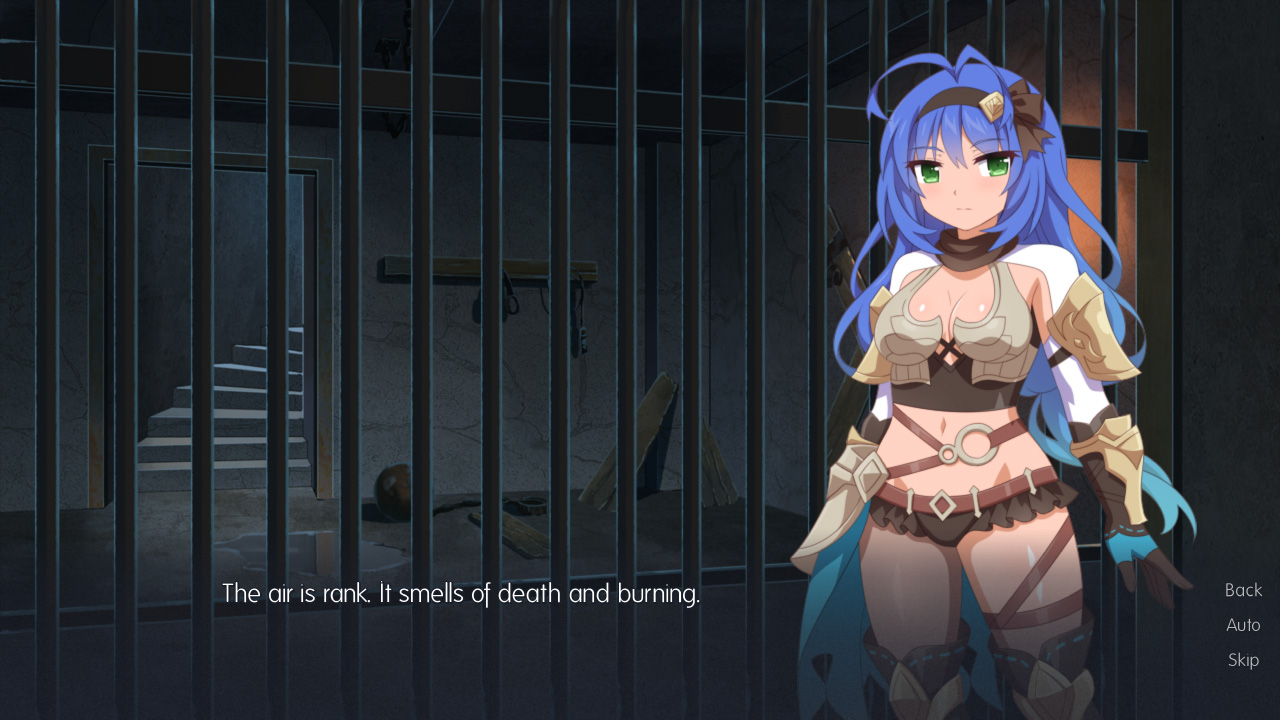 The air is rank. It smells of death and burning.
Back
Auto
Skip